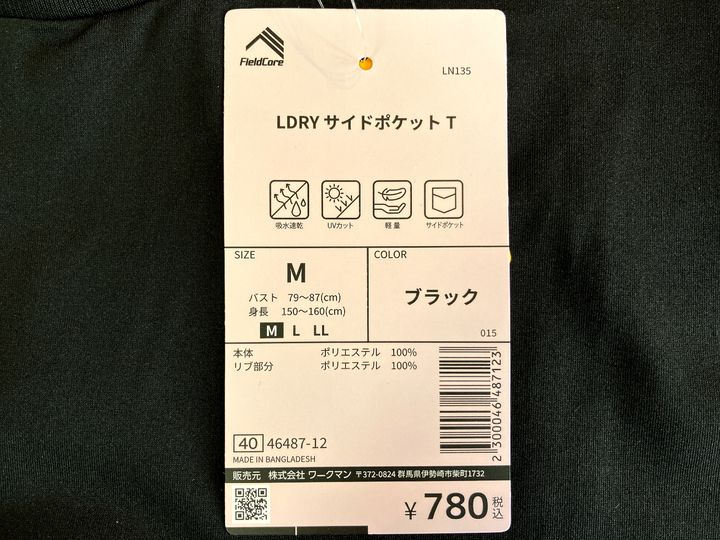 FieldCore
LN135
LDRY サイドポケット T
吸水速乾 UVカット 軽量 サイドポケット
SIZE
M
バスト 79～87(cm)
身長 150～160(cm)
M L LL
COLOR
ブラック
015
本体 ポリエステル 100%
リブ部分 ポリエステル 100%
2 300046 487123
40 46487-12
MADE IN BANGLADESH
販売元 株式会社 ワークマン 〒372-0824 群馬県伊勢崎市柴町1732
¥780税込